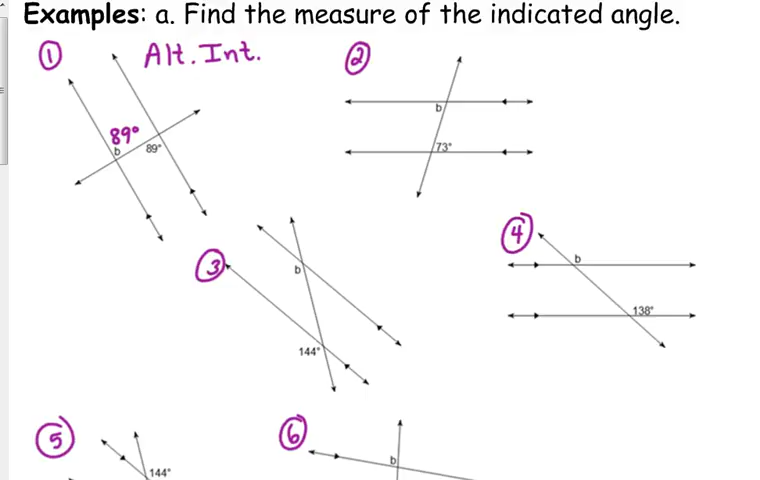 Examples: a. Find the measure of the indicated angle.
① Alt. Int. ②
89°
b 89°
b
73°
③ ④
b
144°
b
138°
⑤ ⑥
144°
b